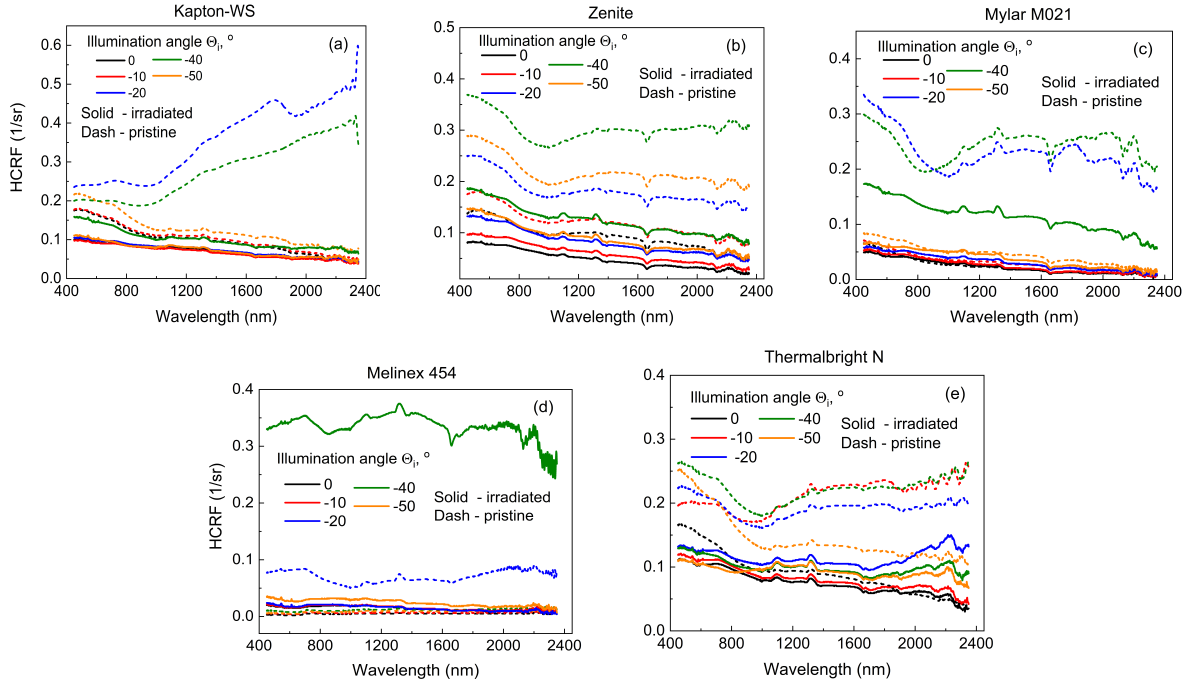 Kapton-WS
Zenite
Mylar M021
HCRF (1/sr)
0.6
0.5
0.4
0.3
0.2
0.1
0.0
Illumination angle Θi, °
0
-10
-20
-40
-50
Solid - irradiated
Dash - pristine
(a)
400 800 1200 1600 2000 2400
Wavelength (nm)
0.5
0.4
0.3
0.2
0.1
Illumination angle Θi, °
0
-10
-20
-40
-50
Solid - irradiated
Dash - pristine
(b)
400 800 1200 1600 2000 2400
Wavelength (nm)
0.4
0.3
0.2
0.1
0.0
Illumination angle Θi, °
0
-10
-20
-40
-50
Solid - irradiated
Dash - pristine
(c)
400 800 1200 1600 2000 2400
Wavelength (nm)
Melinex 454
Thermalbright N
HCRF (1/sr)
0.4
0.3
0.2
0.1
0.0
(d)
Illumination angle Θi, °
0
-10
-20
-40
-50
Solid - irradiated
Dash - pristine
400 800 1200 1600 2000 2400
Wavelength (nm)
0.4
0.3
0.2
0.1
0.0
Illumination angle Θi, °
0
-10
-20
-40
-50
Solid - irradiated
Dash - pristine
(e)
400 800 1200 1600 2000 2400
Wavelength (nm)